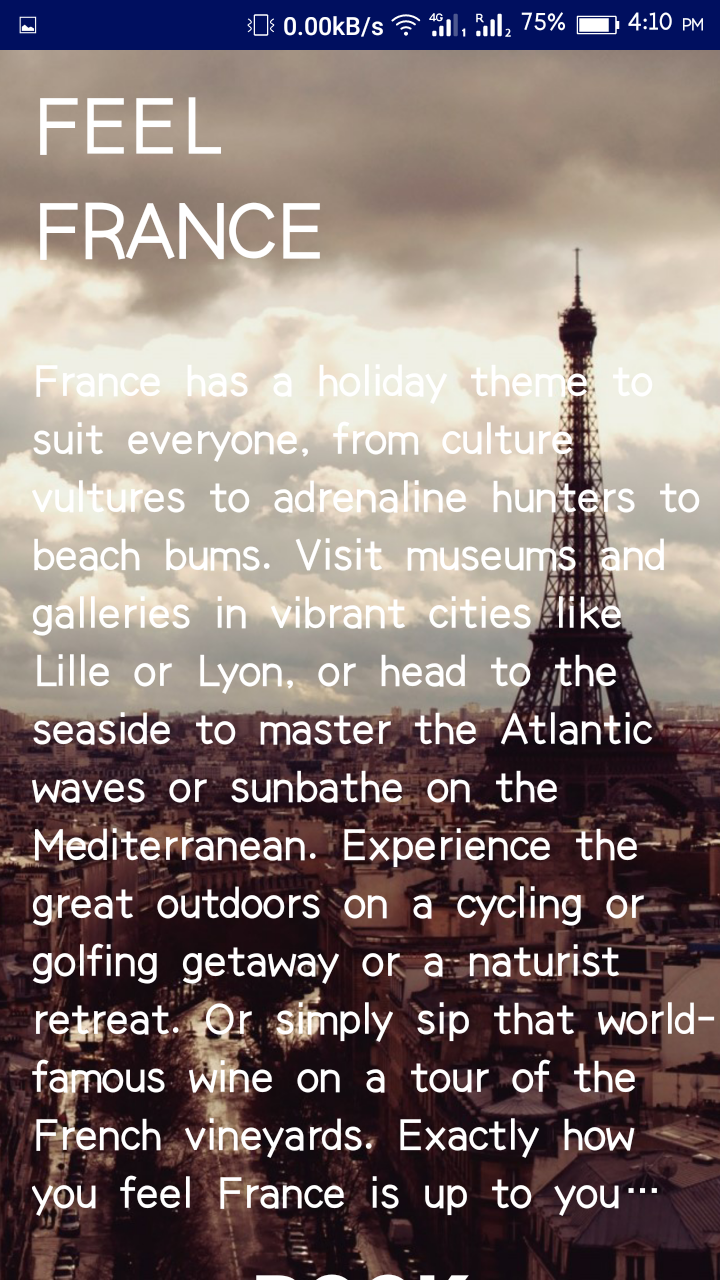 0.00kB/s 4G 1 R 2 75% 4:10 PM
FEEL
FRANCE
France has a holiday theme to
suit everyone, from culture
vultures to adrenaline hunters to
beach bums. Visit museums and
galleries in vibrant cities like
Lille or Lyon, or head to the
seaside to master the Atlantic
waves or sunbathe on the
Mediterranean. Experience the
great outdoors on a cycling or
golfing getaway or a naturist
retreat. Or simply sip that world-
famous wine on a tour of the
French vineyards. Exactly how
you feel France is up to you…